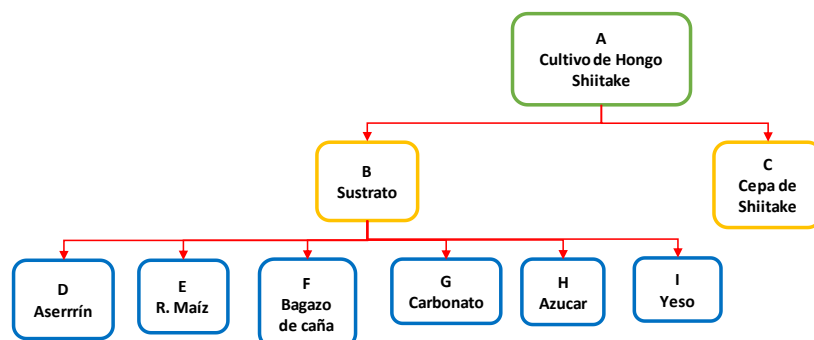 A
Cultivo de Hongo
Shiitake
B
Sustrato
C
Cepa de
Shiitake
D
Aserrrín
E
R. Maíz
F
Bagazo
de caña
G
Carbonato
H
Azucar
I
Yeso